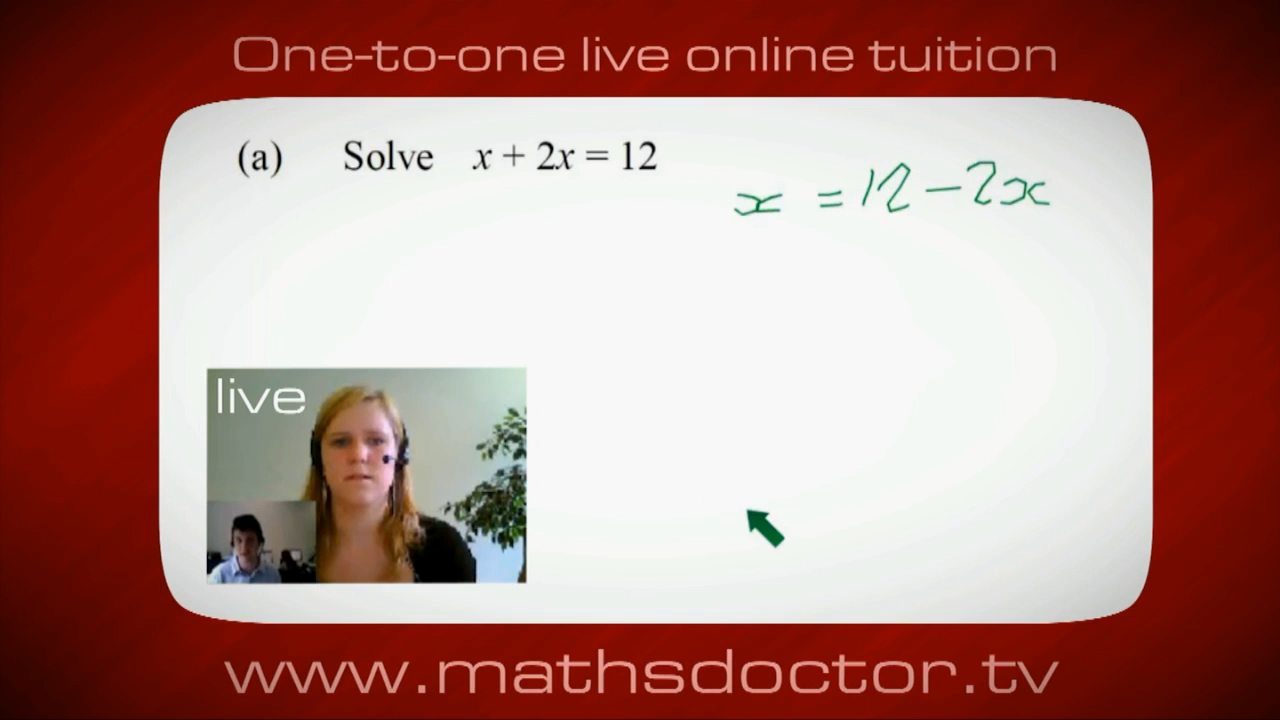 One-to-one live online tuition
(a) Solve x + 2x = 12
x = 12 - 2x
live
www.mathsdoctor.tv